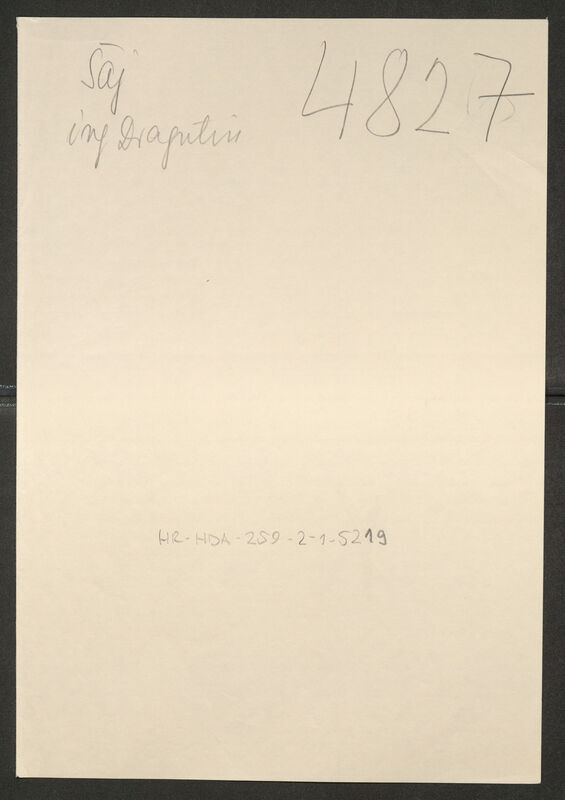 Šaj
4827
ing Dragutin
HR-HDA-259-2-1-5219